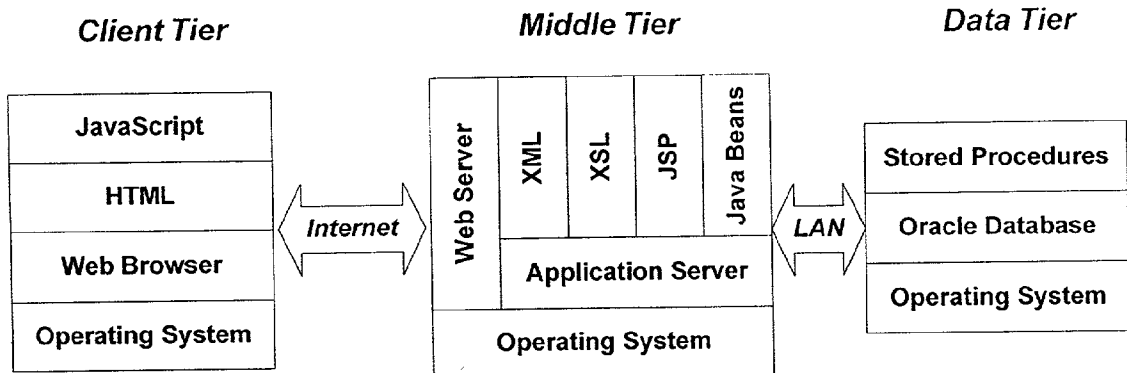 Client Tier
Middle Tier
Data Tier
JavaScript
HTML
Web Browser
Operating System
Internet
Web Server
XML
XSL
JSP
Java Beans
Application Server
Operating System
LAN
Stored Procedures
Oracle Database
Operating System